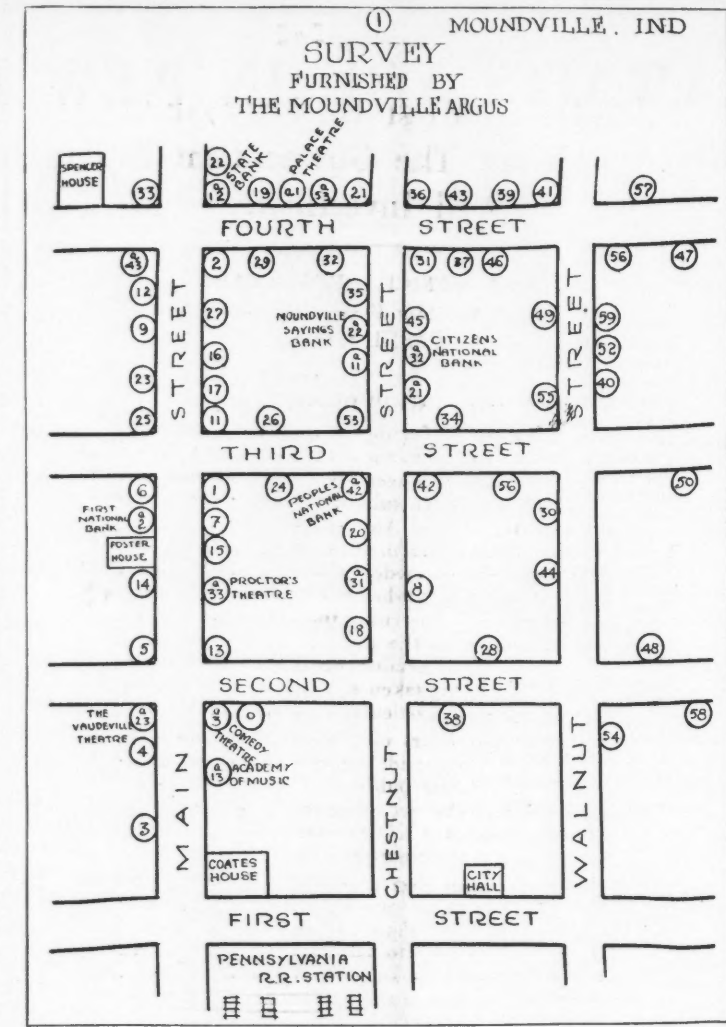 ① MOUNDVILLE. IND
SURVEY
FURNISHED BY
THE MOUNDVILLE ARGUS
SPENCER
HOUSE
33
22
a 12
STATE
BANK
19
a1
PALACE
THEATRE
a 53
21
36
43
39
41
57
FOURTH STREET
a 43
2
29
32
31
37
46
56
47
12
27
35
45
49
59
9
MOUNDVILLE
SAVINGS
BANK
a 22
a 32
CITIZENS
NATIONAL
BANK
52
16
a 11
23
17
a 21
55
40
25
11
26
53
34
STREET
STREET
STREET
THIRD STREET
6
1
24
PEOPLES
NATIONAL
BANK
a 42
42
56
50
FIRST
NATIONAL
BANK
a 2
7
20
30
FOSTER
HOUSE
15
14
a 33
PROCTOR'S
THEATRE
a 31
8
44
5
13
18
28
48
SECOND STREET
THE
VAUDEVILLE
THEATRE
a 23
a 3
0
COMEDY
THEATRE
38
54
58
4
a 13
ACADEMY
OF MUSIC
3
MAIN
CHESTNUT
WALNUT
COATES
HOUSE
CITY
HALL
FIRST STREET
PENNSYLVANIA
R.R. STATION